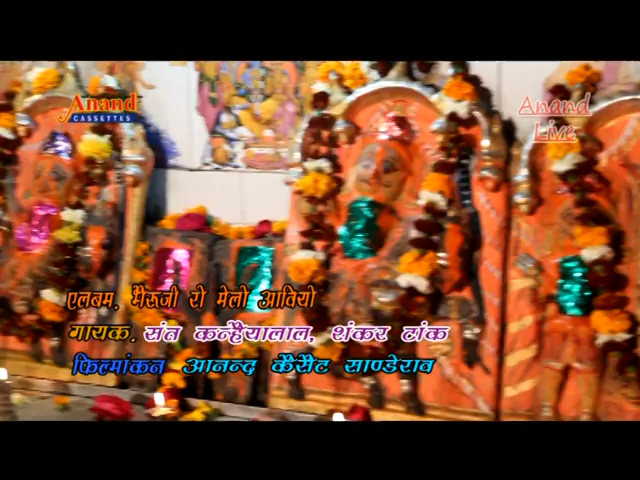 Anand
CASSETTES
Anand
Live
एलबम. भैरूजी रो मेलो आवियो
गायक. संत कन्हैयालाल, शंकर टांक
फिल्मांकन आनन्द कैसैट साण्डेराव